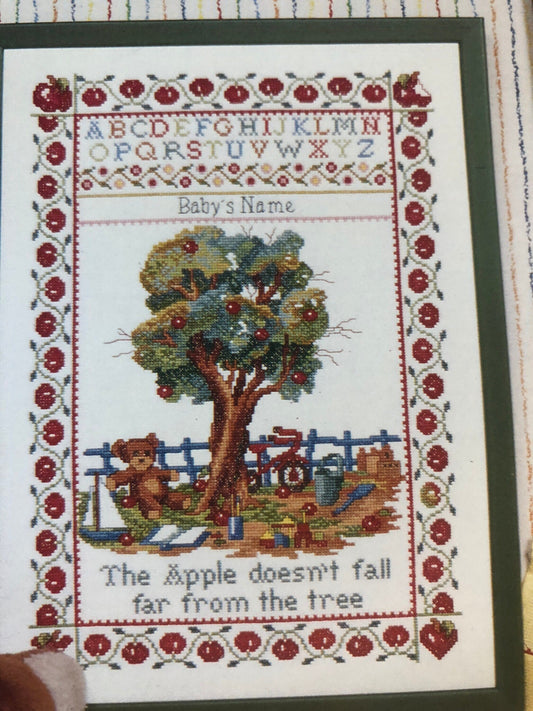 ABCDEFGHIJKLMN
OPQRSTUVWXYZ
Baby's Name
The Apple doesn't fall
far from the tree